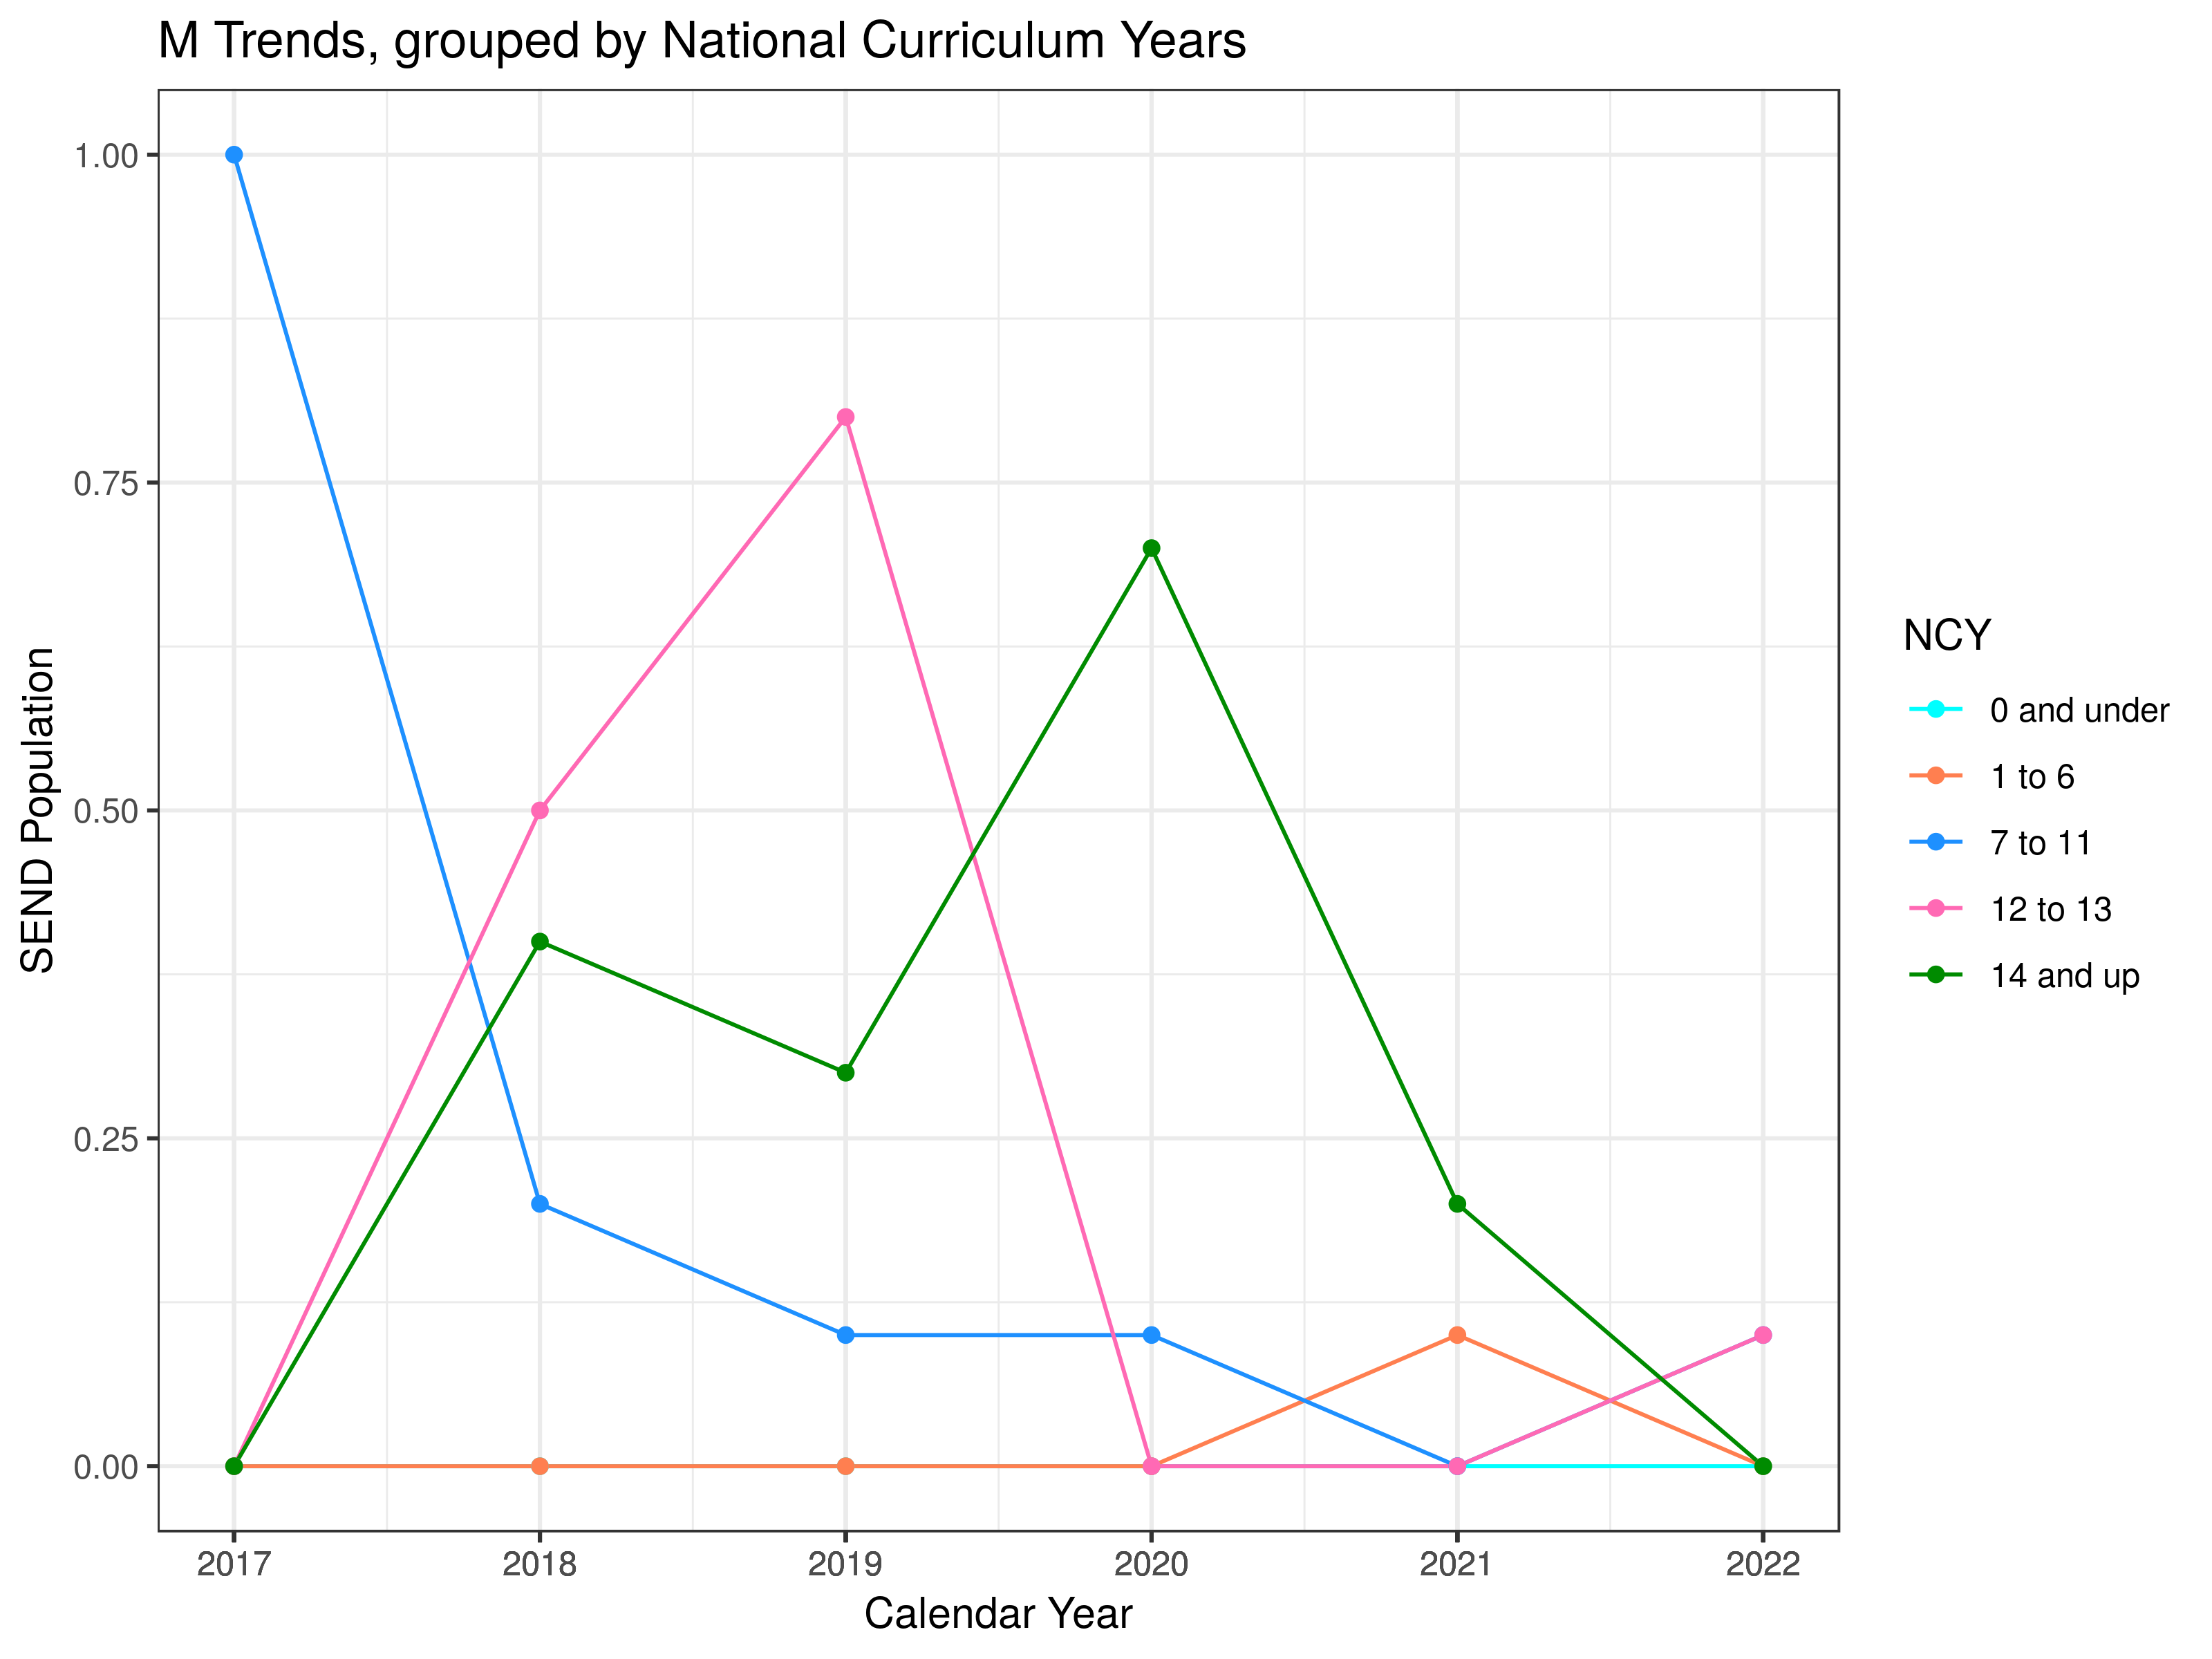 M Trends, grouped by National Curriculum Years
SEND Population
1.00
0.75
0.50
0.25
0.00
2017 2018 2019 2020 2021 2022
Calendar Year
NCY
0 and under
1 to 6
7 to 11
12 to 13
14 and up